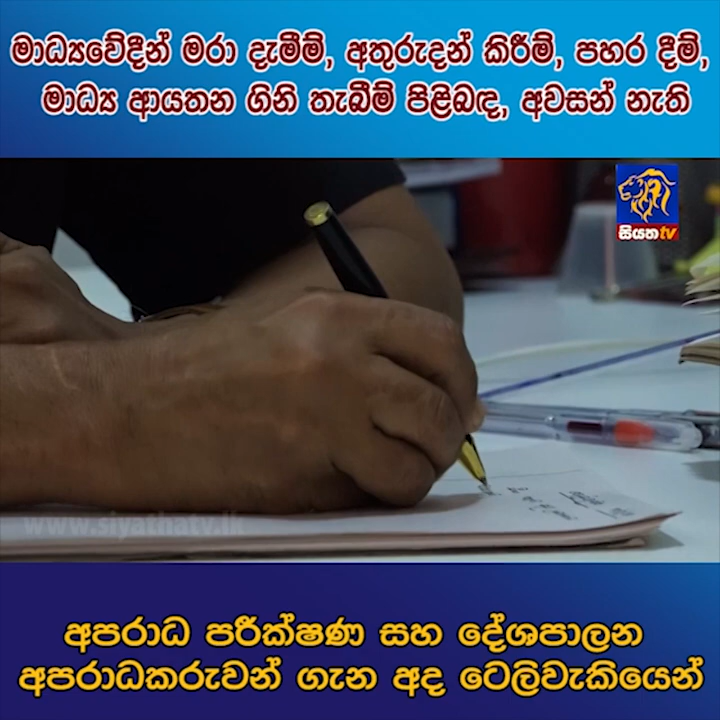 මාධ්‍යවේදීන් මරා දැමීම්, අතුරුදන් කිරීම්, පහර දීම්,
මාධ්‍ය ආයතන ගිනි තැබීම් පිළිබඳ, අවසන් නැති
සියත tv
www.siyathatv.lk
අපරාධ පරීක්ෂණ සහ දේශපාලන
අපරාධකරුවන් ගැන අද ටෙලිවැකියෙන්